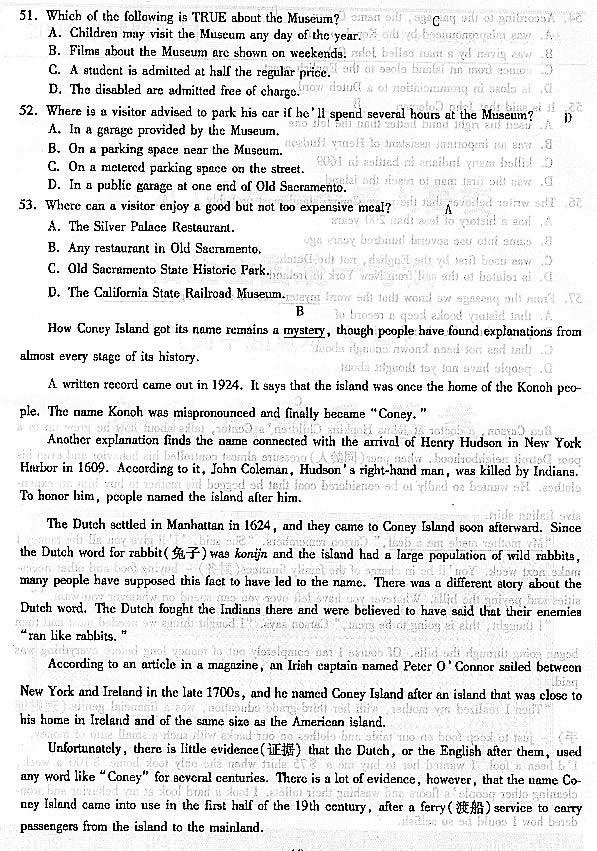 51. Which of the following is TRUE about the Museum? C
A. Children may visit the Museum any day of the year.
B. Films about the Museum are shown on weekends.
C. A student is admitted at half the regular price.
D. The disabled are admitted free of charge.
52. Where is a visitor advised to park his car if he'll spend several hours at the Museum? D
A. In a garage provided by the Museum.
B. On a parking space near the Museum.
C. On a metered parking space on the street.
D. In a public garage at one end of Old Sacramento.
53. Where can a visitor enjoy a good but not too expensive meal? A
A. The Silver Palace Restaurant.
B. Any restaurant in Old Sacramento.
C. Old Sacramento State Historic Park.
D. The California State Railroad Museum.
B
How Coney Island got its name remains a mystery, though people have found explanations from
almost every stage of its history.
A written record came out in 1924. It says that the island was once the home of the Konoh peo-
ple. The name Konoh was mispronounced and finally became "Coney."
Another explanation finds the name connected with the arrival of Henry Hudson in New York
Harbor in 1609. According to it, John Coleman, Hudson's right-hand man, was killed by Indians.
To honor him, people named the island after him.
The Dutch settled in Manhattan in 1624, and they came to Coney Island soon afterward. Since
the Dutch word for rabbit(兔子)was konijn and the island had a large population of wild rabbits,
many people have supposed this fact to have led to the name. There was a different story about the
Dutch word. The Dutch fought the Indians there and were believed to have said that their enemies
"ran like rabbits."
According to an article in a magazine, an Irish captain named Peter O'Connor sailed between
New York and Ireland in the late 1700s, and he named Coney Island after an island that was close to
his home in Ireland and of the same size as the American island.
Unfortunately, there is little evidence(证据) that the Dutch, or the English after them, used
any word like "Coney" for several centuries. There is a lot of evidence, however, that the name Co-
ney Island came into use in the first half of the 19th century, after a ferry(渡船)service to carry
passengers from the island to the mainland.